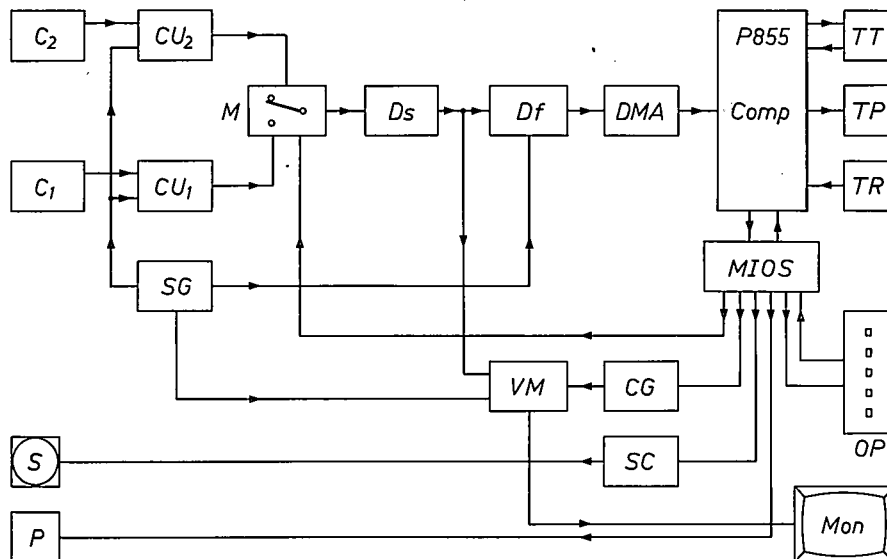 C2
CU2
P855
TT
M
Ds
Df
DMA
Comp
TP
C1
CU1
TR
SG
MIOS
VM
CG
OP
S
SC
P
Mon